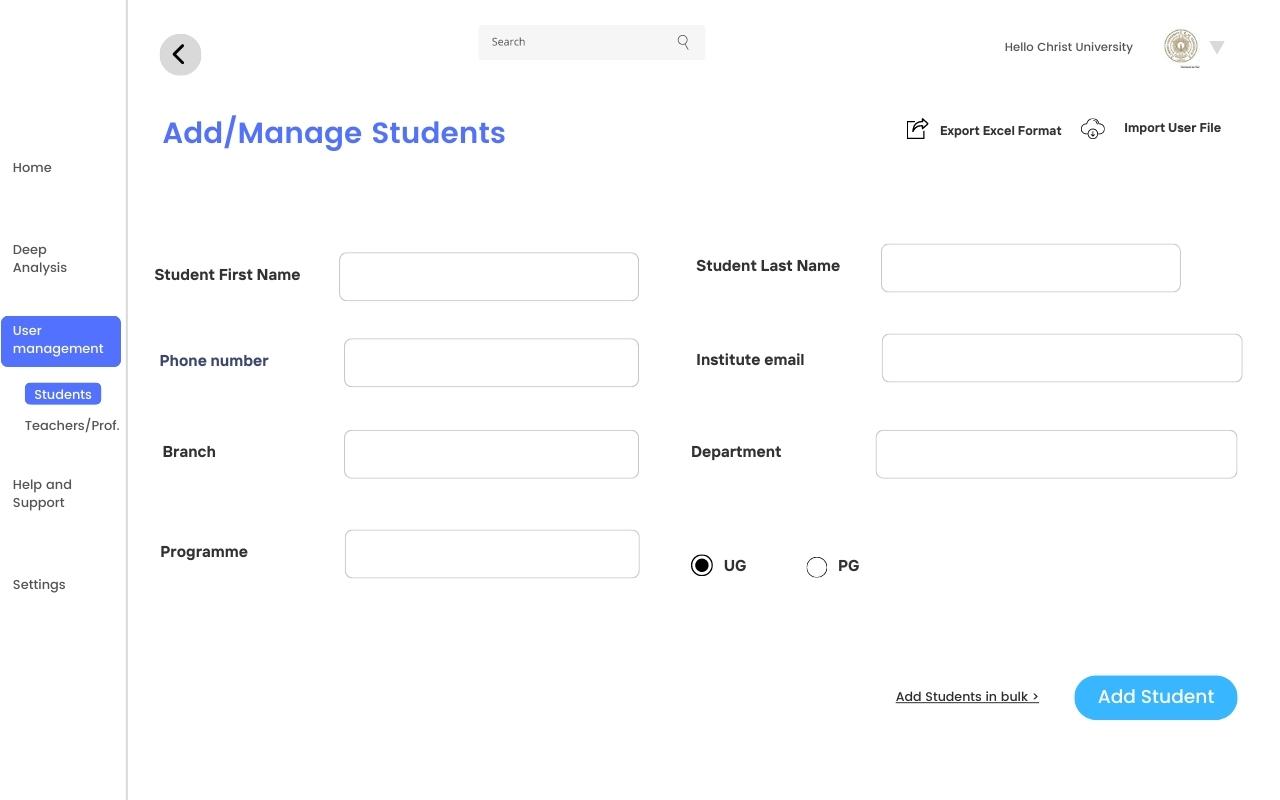 Search
Hello Christ University
Add/Manage Students
Export Excel Format
Import User File
Home
Deep
Analysis
User
management
Students
Teachers/Prof.
Help and
Support
Settings
Student First Name
Student Last Name
Phone number
Institute email
Branch
Department
Programme
UG
PG
Add Students in bulk >
Add Student